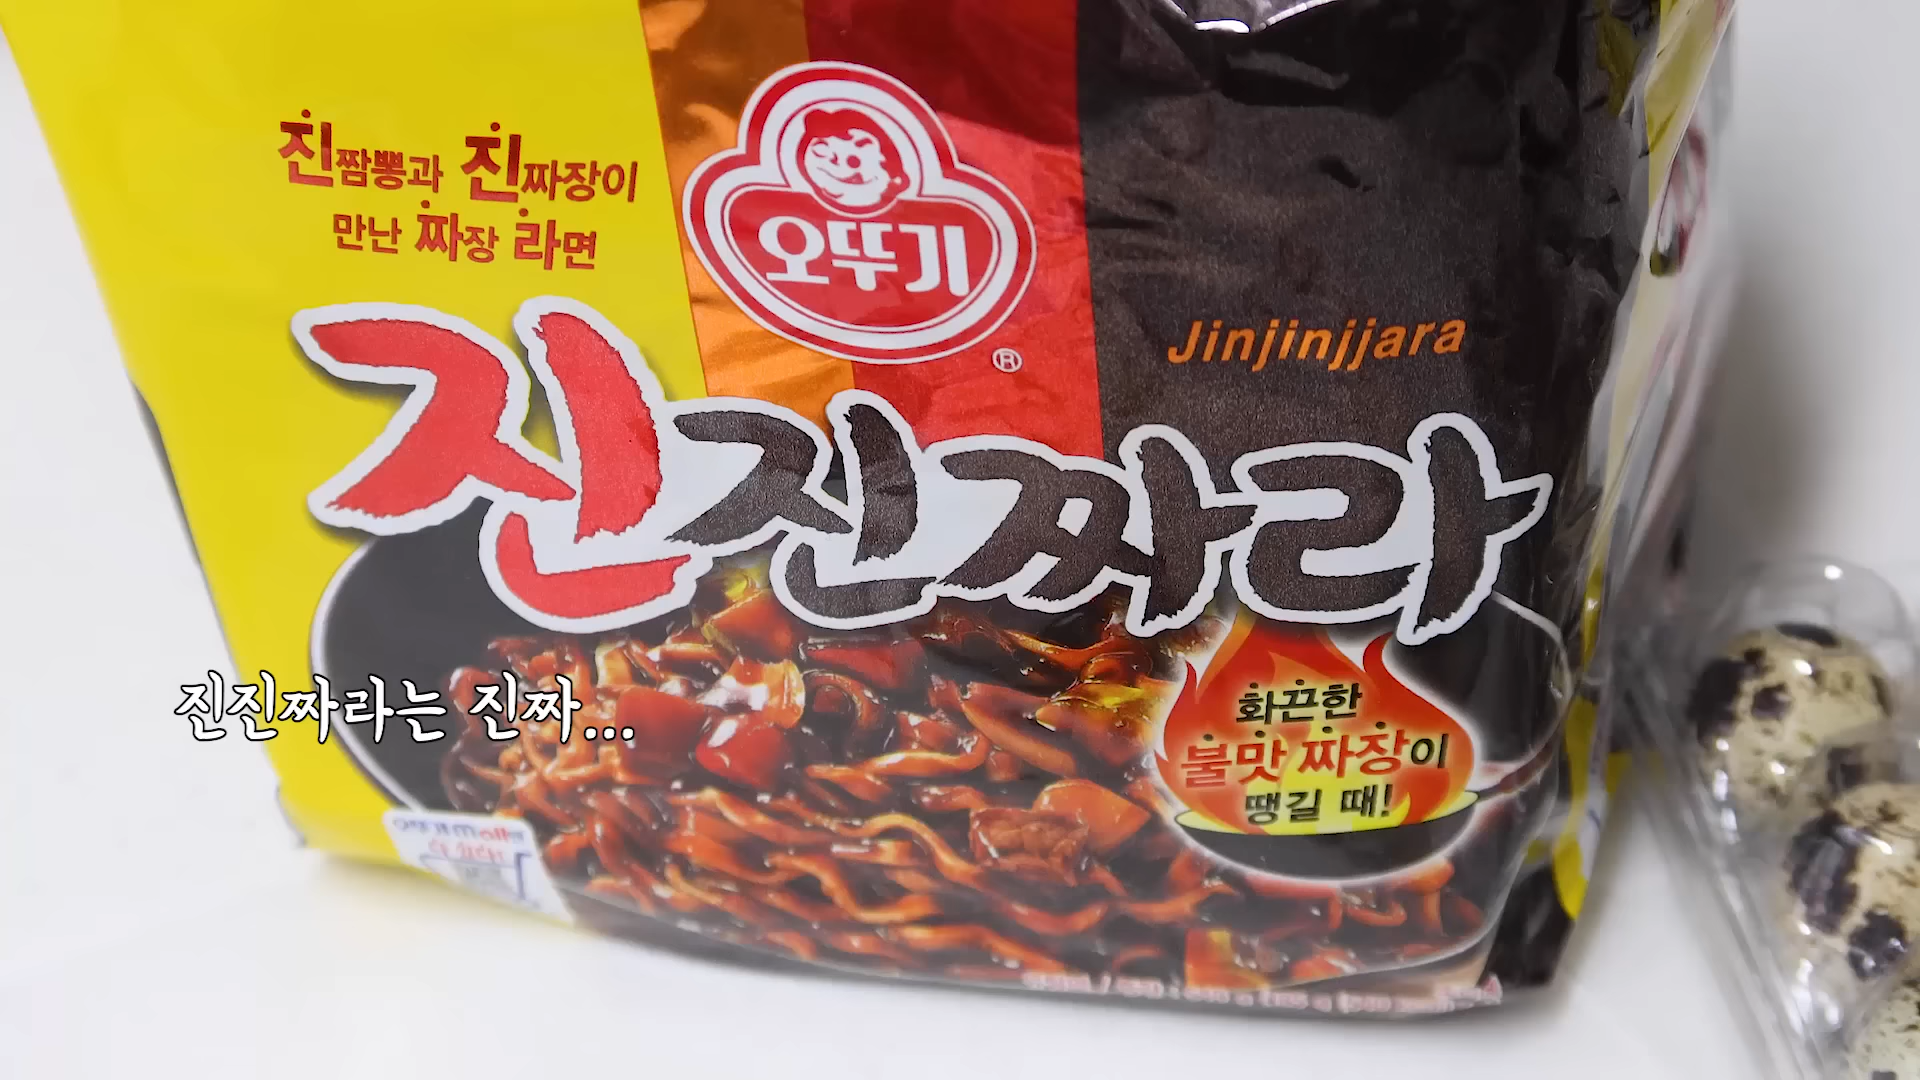 진짬뽕과 진짜장이
만난 짜장 라면
오뚜기
®
Jinjinjjara
진진짜라
진진짜라는 진짜...
화끈한
불맛 짜장이
땡길 때!